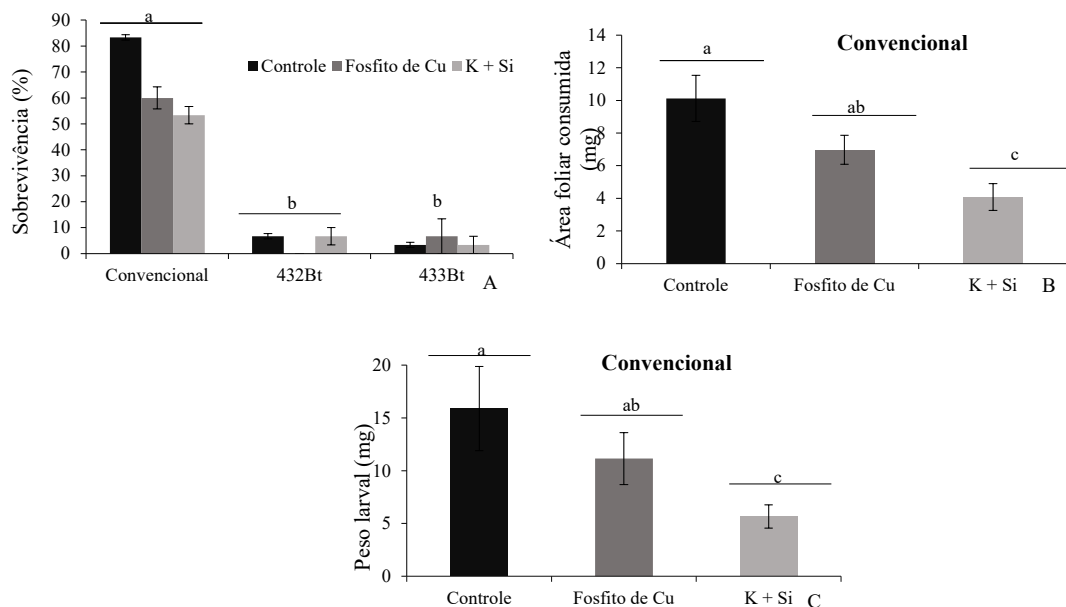 90
80
70
60
50
40
30
20
10
0
Sobrevivência (%)
a
Controle Fosfito de Cu K + Si
b
b
Convencional 432Bt 433Bt A
Convencional
14
12
10
8
6
4
2
0
Área foliar consumida
(mg)
a
ab
c
Controle Fosfito de Cu K + Si B
Convencional
20
15
10
5
0
Peso larval (mg)
a
ab
c
Controle Fosfito de Cu K + Si C